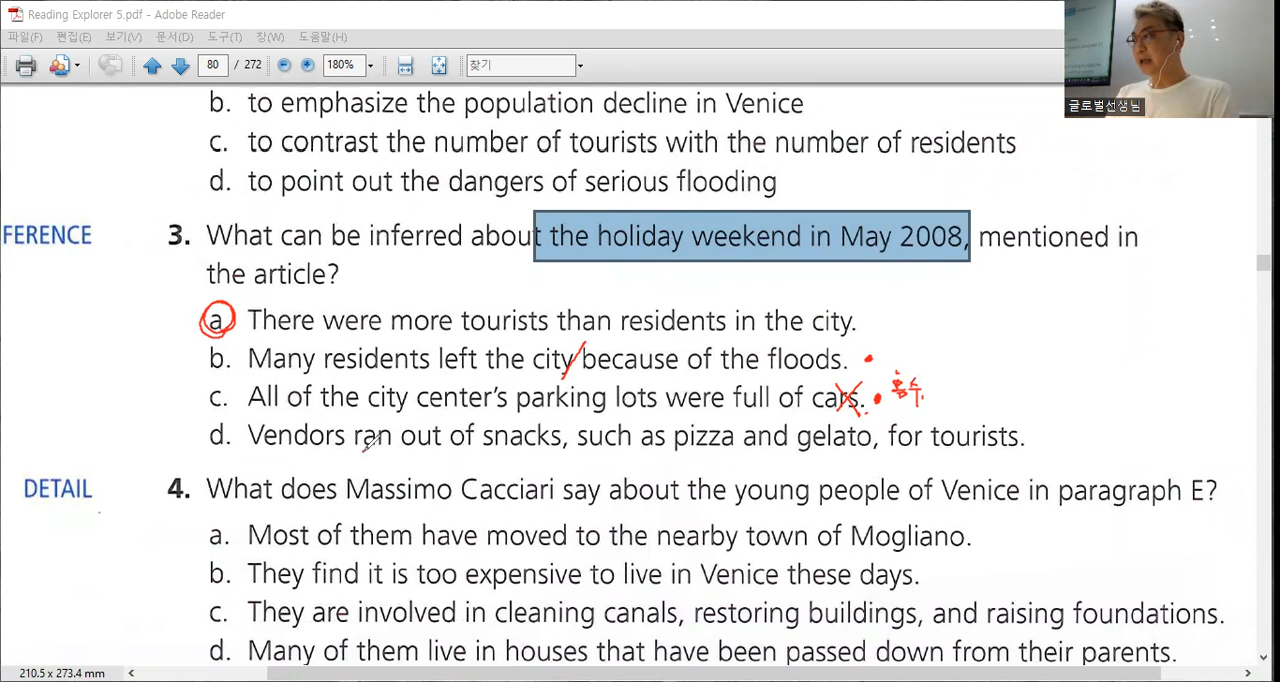 Reading Explorer 5.pdf - Adobe Reader
파일(F) 편집(E) 보기(V) 문서(D) 도구(T) 창(W) 도움말(H)
80 / 272 180% 찾기
글로벌선생님
b. to emphasize the population decline in Venice
c. to contrast the number of tourists with the number of residents
d. to point out the dangers of serious flooding
FERENCE 3. What can be inferred about the holiday weekend in May 2008, mentioned in
the article?
a. There were more tourists than residents in the city.
b. Many residents left the city because of the floods.
c. All of the city center's parking lots were full of cars. 홍수
d. Vendors ran out of snacks, such as pizza and gelato, for tourists.
DETAIL 4. What does Massimo Cacciari say about the young people of Venice in paragraph E?
a. Most of them have moved to the nearby town of Mogliano.
b. They find it is too expensive to live in Venice these days.
c. They are involved in cleaning canals, restoring buildings, and raising foundations.
d. Many of them live in houses that have been passed down from their parents.
210.5 x 273.4 mm